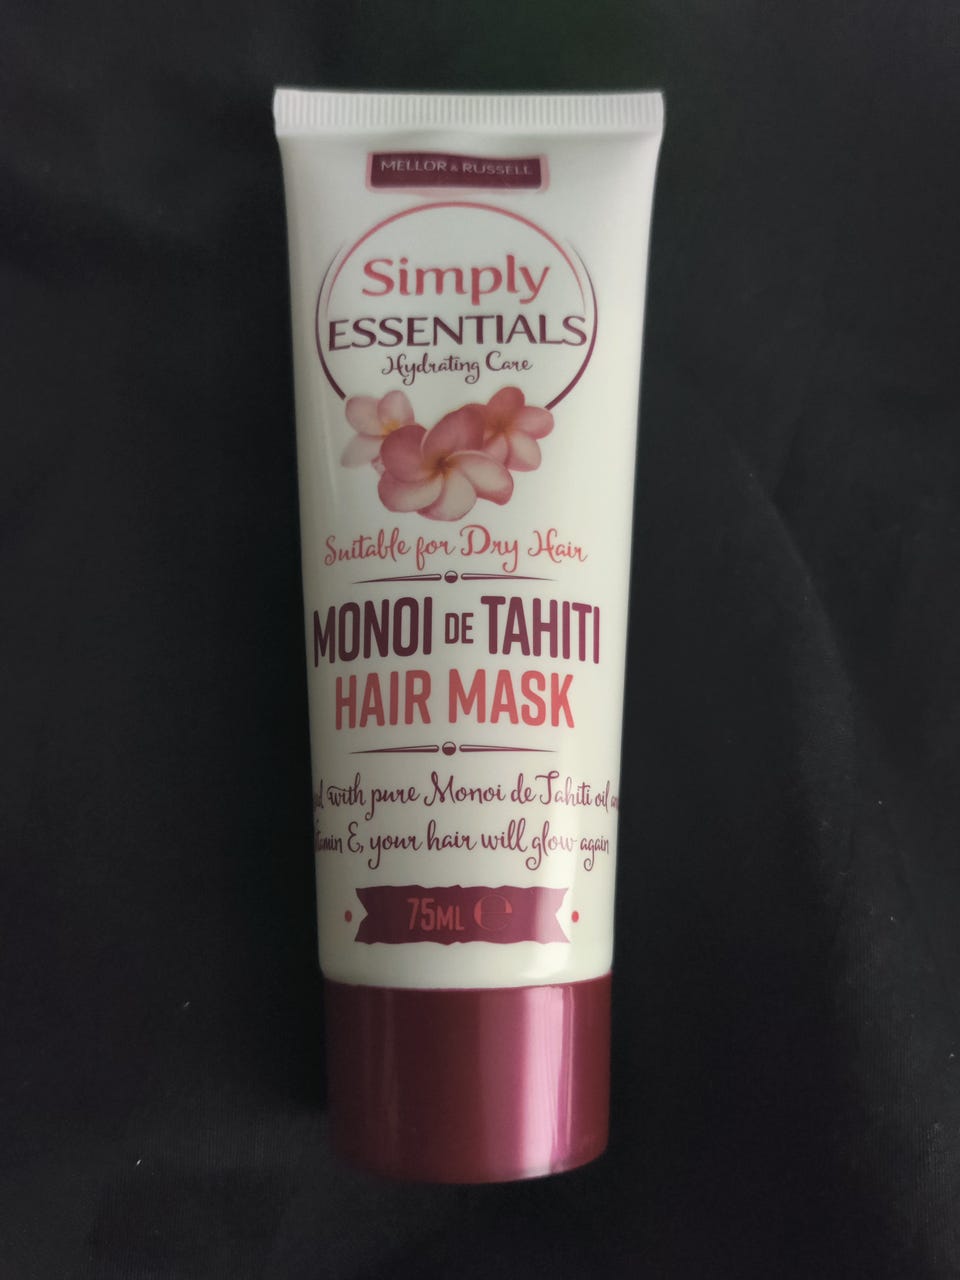 MELLOR & RUSSELL
Simply
ESSENTIALS
Hydrating Care
Suitable for Dry Hair
MONOI DE TAHITI
HAIR MASK
with pure Monoi de Tahiti oil
E, your hair will glow again
75ML ℮